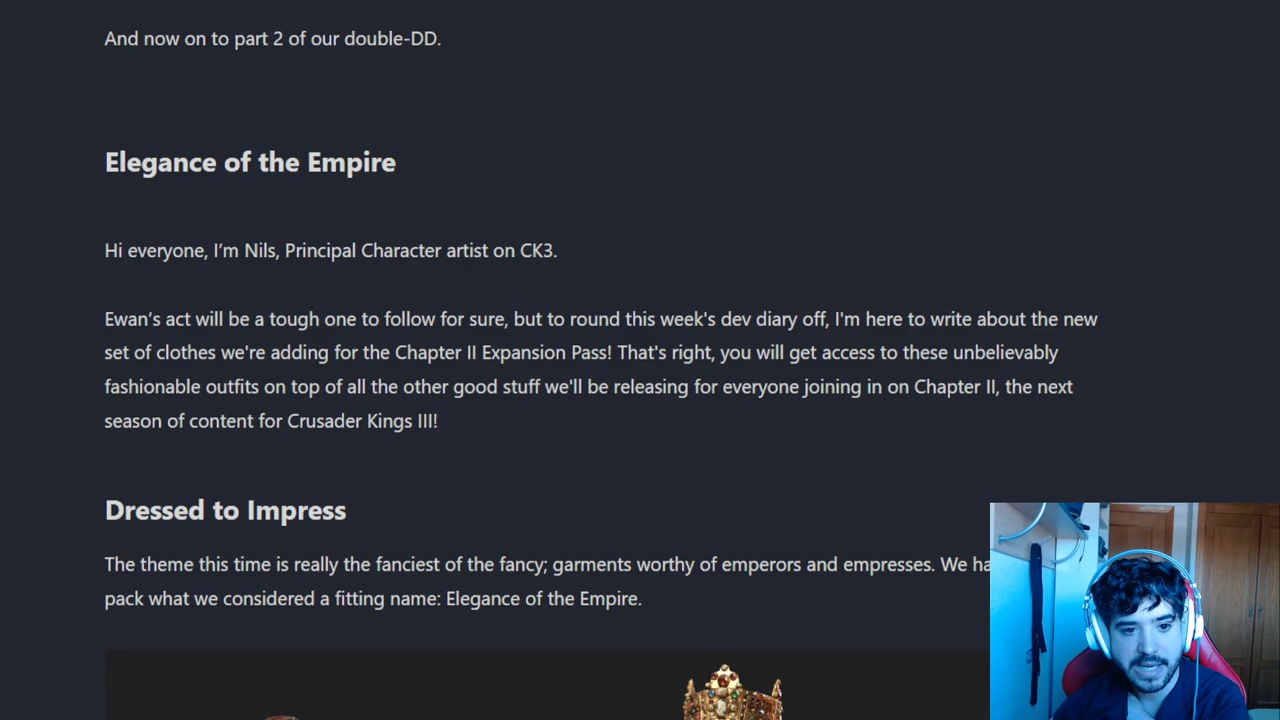 And now on to part 2 of our double-DD.
Elegance of the Empire
Hi everyone, I’m Nils, Principal Character artist on CK3.
Ewan’s act will be a tough one to follow for sure, but to round this week's dev diary off, I'm here to write about the new
set of clothes we're adding for the Chapter II Expansion Pass! That's right, you will get access to these unbelievably
fashionable outfits on top of all the other good stuff we'll be releasing for everyone joining in on Chapter II, the next
season of content for Crusader Kings III!
Dressed to Impress
The theme this time is really the fanciest of the fancy; garments worthy of emperors and empresses. We
pack what we considered a fitting name: Elegance of the Empire.